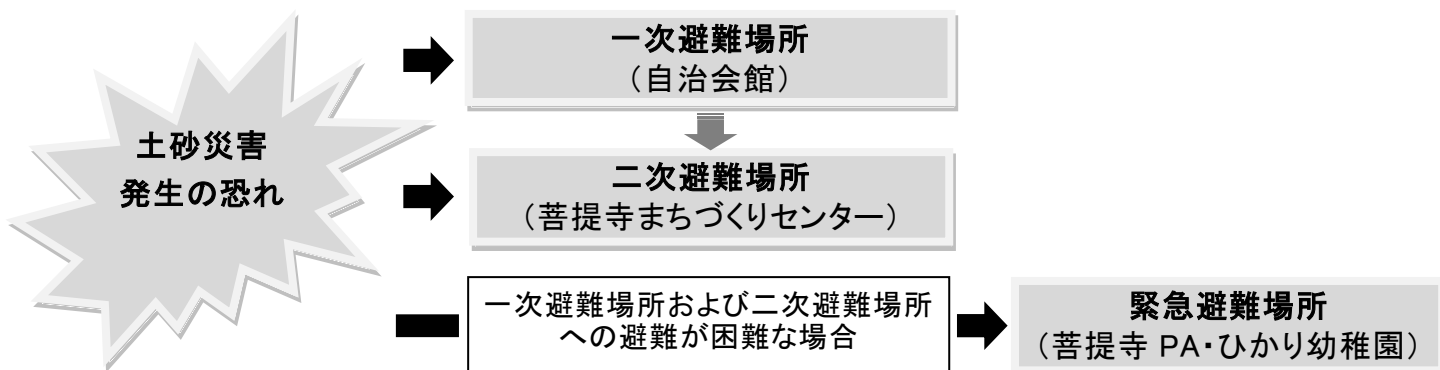 土砂災害
発生の恐れ
一次避難場所
（自治会館）
二次避難場所
（菩提寺まちづくりセンター）
一次避難場所および二次避難場所
への避難が困難な場合
緊急避難場所
（菩提寺 PA・ひかり幼稚園）